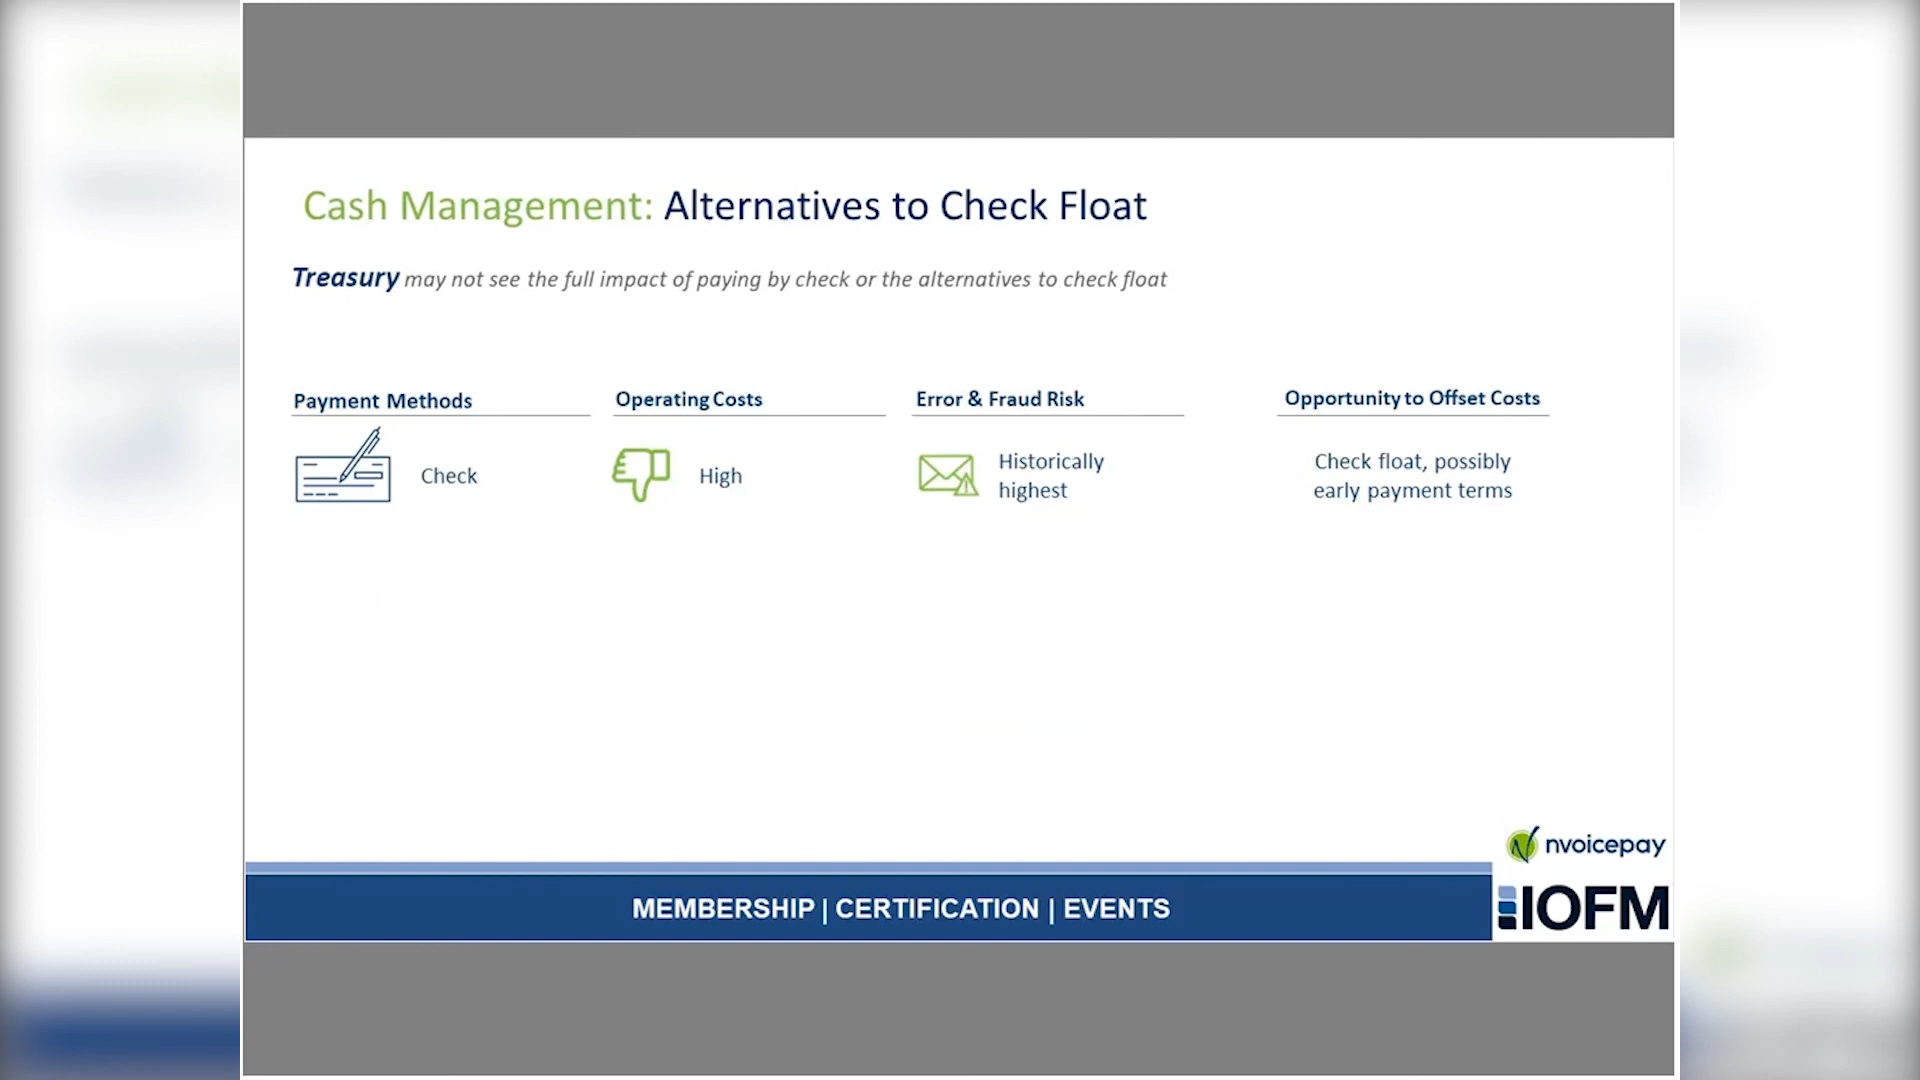 Cash Management: Alternatives to Check Float
Treasury may not see the full impact of paying by check or the alternatives to check float
Payment Methods
Operating Costs
Error & Fraud Risk
Opportunity to Offset Costs
Check
High
Historically
highest
Check float, possibly
early payment terms
nvoicepay
MEMBERSHIP | CERTIFICATION | EVENTS
IOFM